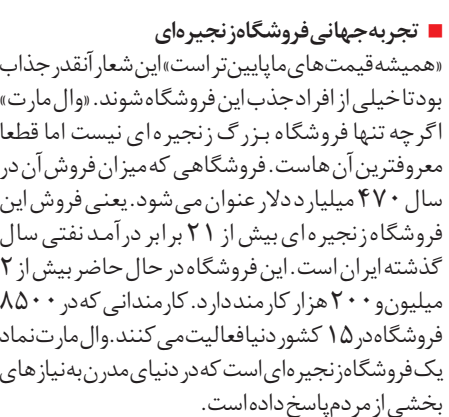 تجربه جهانی فروشگاه‌زنجیره‌ای
«همیشه قیمت‌های ما پایین‌تر است» این شعار آنقدر جذاب
بود تا خیلی از افراد جذب این فروشگاه شوند. «وال مارت»
اگر چه تنها فروشگاه بزرگ زنجیره ای نیست اما قطعا
معروفترین آن هاست. فروشگاهی که میزان فروش آن در
سال ۴۷۰ میلیارد دلار عنوان می شود. یعنی فروش این
فروشگاه زنجیره ای بیش از ۲۱ برابر درآمد نفتی سال
گذشته ایران است. این فروشگاه در حال حاضر بیش از ۲
میلیون و ۲۰۰ هزار کارمند دارد. کارمندانی که در ۸۵۰۰
فروشگاه در ۱۵ کشور دنیا فعالیت می کنند. وال مارت نماد
یک فروشگاه زنجیره‌ای است که در دنیای مدرن به نیازهای
بخشی از مردم پاسخ داده است.